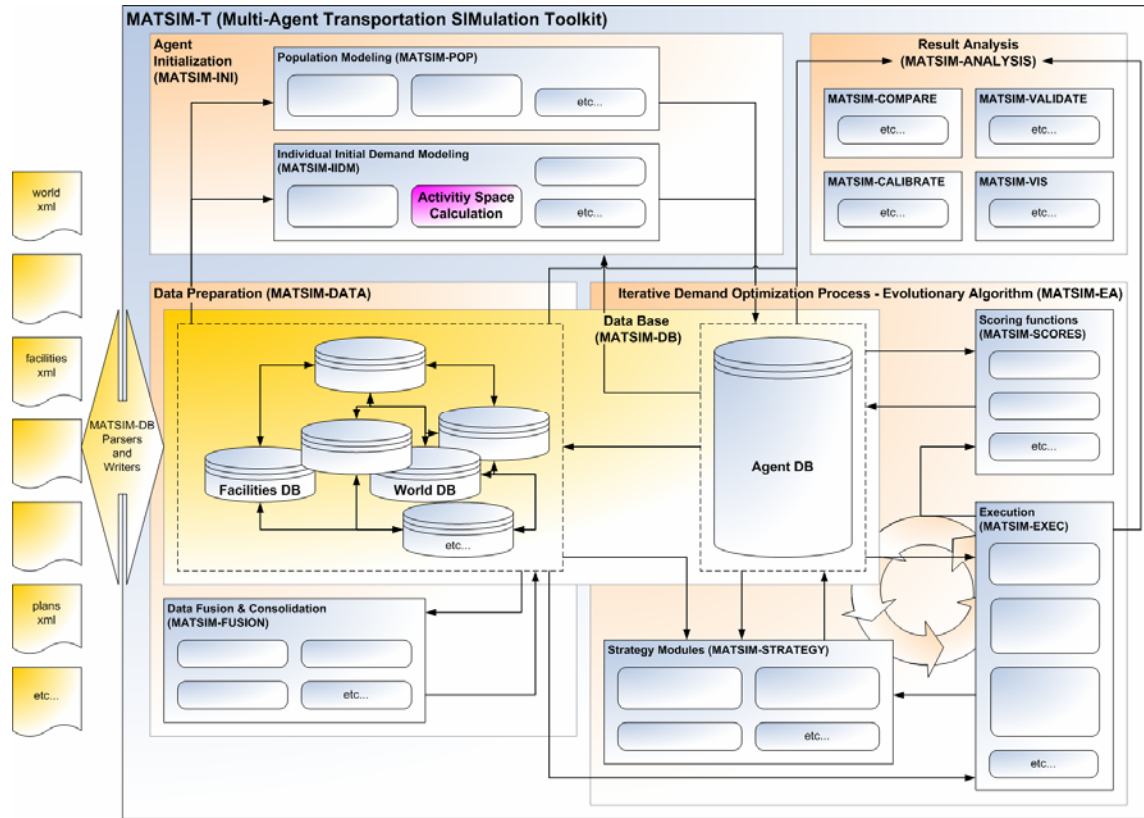 MATSIM-T (Multi-Agent Transportation SIMulation Toolkit)
Agent
Initialization
(MATSIM-INI)
Population Modeling (MATSIM-POP)
etc...
Individual Initial Demand Modeling
(MATSIM-IIDM)
Activitiy Space
Calculation
etc...
Result Analysis
(MATSIM-ANALYSIS)
MATSIM-COMPARE
etc...
MATSIM-VALIDATE
etc...
MATSIM-CALIBRATE
etc...
MATSIM-VIS
etc...
world
xml
facilities
xml
plans
xml
etc...
MATSIM-DB
Parsers
and
Writers
Data Preparation (MATSIM-DATA)
Facilities DB
World DB
etc...
Data Base
(MATSIM-DB)
Agent DB
Data Fusion & Consolidation
(MATSIM-FUSION)
etc...
Iterative Demand Optimization Process - Evolutionary Algorithm (MATSIM-EA)
Scoring functions
(MATSIM-SCORES)
etc...
Execution
(MATSIM-EXEC)
etc...
Strategy Modules (MATSIM-STRATEGY)
etc...